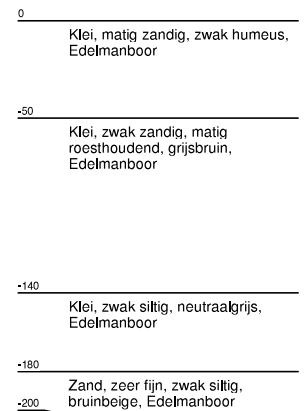 0
Klei, matig zandig, zwak humeus,
Edelmanboor
-50
Klei, zwak zandig, matig
roesthoudend, grijsbruin,
Edelmanboor
-140
Klei, zwak siltig, neutraalgrijs,
Edelmanboor
-180
Zand, zeer fijn, zwak siltig,
bruinbeige, Edelmanboor
-200